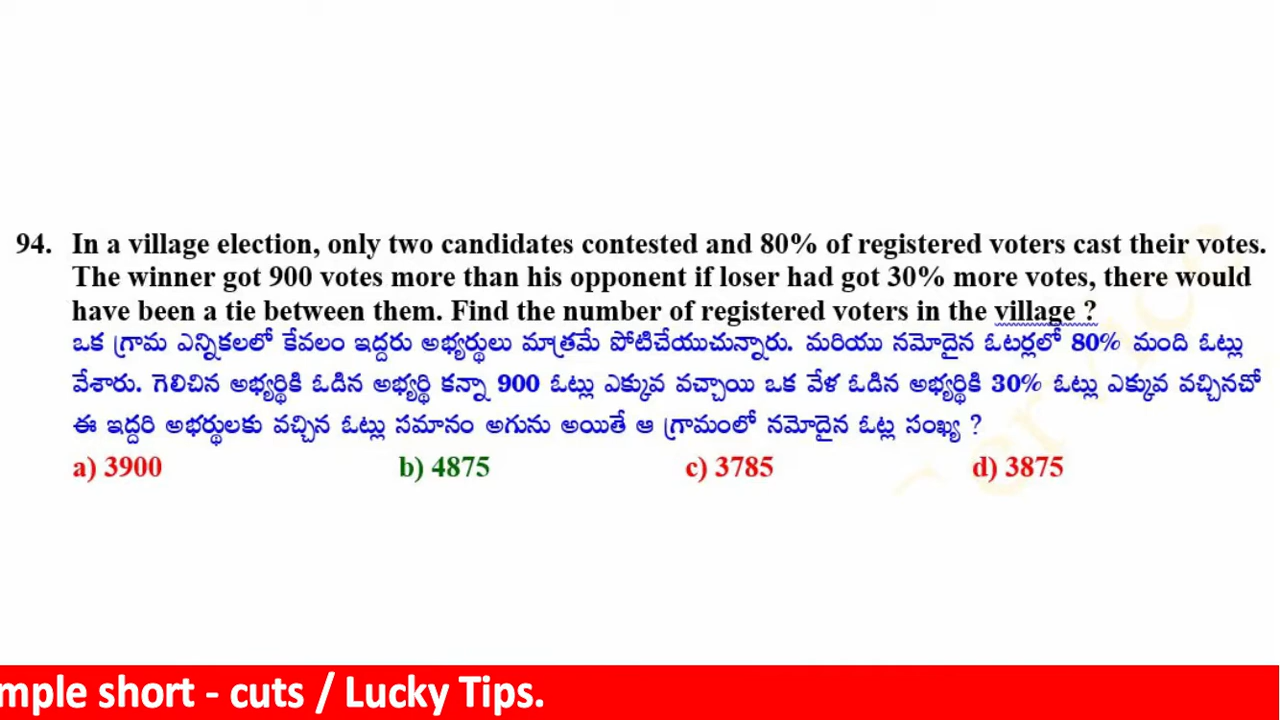 94. In a village election, only two candidates contested and 80% of registered voters cast their votes.
The winner got 900 votes more than his opponent if loser had got 30% more votes, there would
have been a tie between them. Find the number of registered voters in the village ?
ఒక గ్రామ ఎన్నికలలో కేవలం ఇద్దరు అభ్యర్థులు మాత్రమే పోటిచేయుచున్నారు. మరియు నమోదైన ఓటర్లలో 80% మంది ఓట్లు
వేశారు. గెలిచిన అభ్యర్థికి ఓడిన అభ్యర్థి కన్నా 900 ఓట్లు ఎక్కువ వచ్చాయి ఒక వేళ ఓడిన అభ్యర్థికి 30% ఓట్లు ఎక్కువ వచ్చినచో
ఈ ఇద్దరి అభర్థులకు వచ్చిన ఓట్లు సమానం అగును అయితే ఆ గ్రామంలో నమోదైన ఓట్ల సంఖ్య ?
a) 3900 b) 4875 c) 3785 d) 3875
mple short - cuts / Lucky Tips.